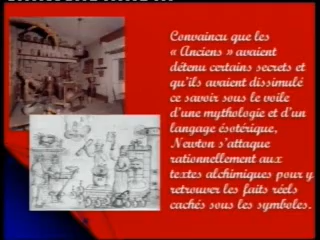 Convaincu que les
« Anciens » avaient
détenu certains secrets et
qu'ils avaient dissimulé
ce savoir sous le voile
d'une mythologie et d'un
langage ésotérique,
Newton s'attaque
rationnellement aux
textes alchimiques pour y
retrouver les faits réels
cachés sous les symboles.